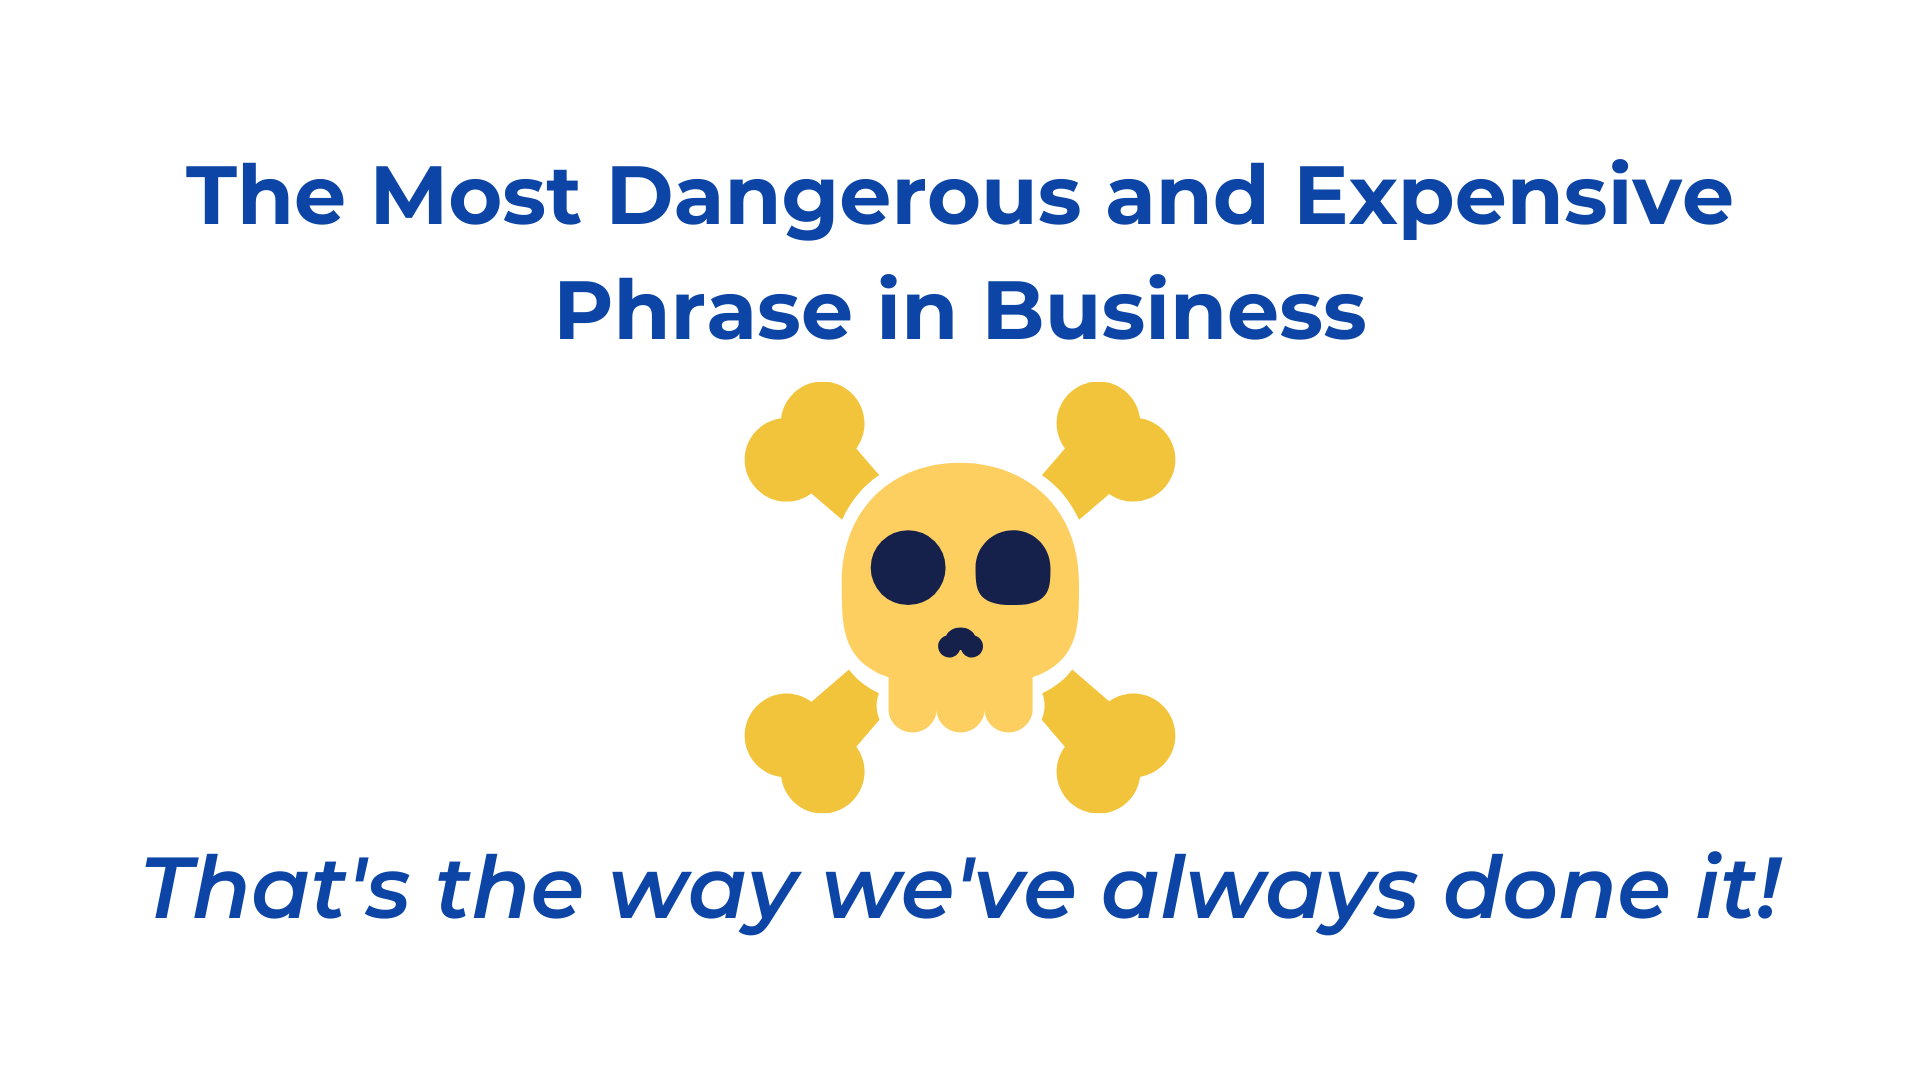 The Most Dangerous and Expensive
Phrase in Business
That's the way we've always done it!